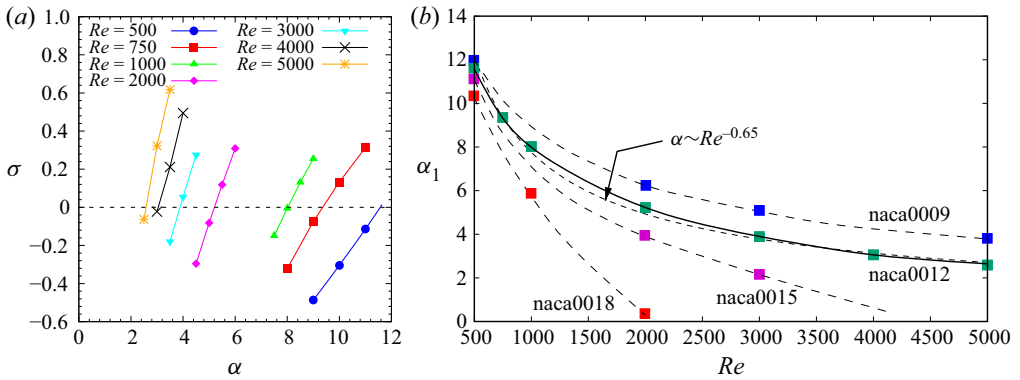 (a)
Re = 500 Re = 3000
Re = 750 Re = 4000
Re = 1000 Re = 5000
Re = 2000
1.0
0.8
0.6
0.4
0.2
0
−0.2
−0.4
−0.6
σ
0 2 4 6 8 10 12
α
(b)
14
12
10
8
6
4
2
0
α₁
α~Re⁻⁰·⁶⁵
naca0009
naca0012
naca0015
naca0018
500 1000 1500 2000 2500 3000 3500 4000 4500 5000
Re